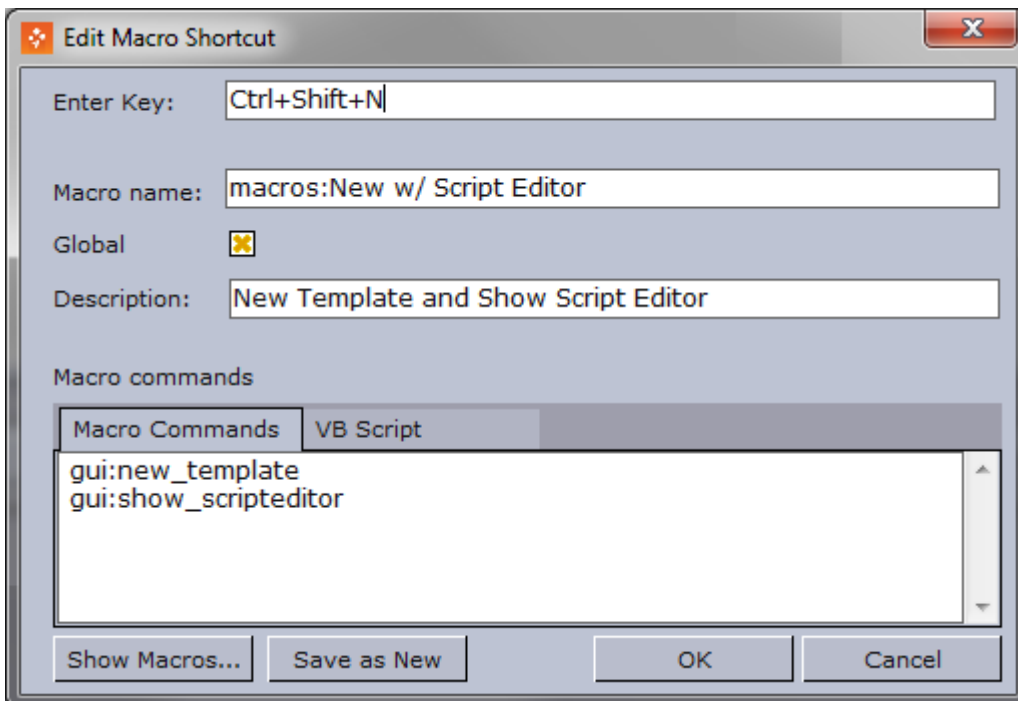 Edit Macro Shortcut
Enter Key: Ctrl+Shift+N
Macro name: macros:New w/ Script Editor
Global
Description: New Template and Show Script Editor
Macro commands
Macro Commands VB Script
gui:new_template
gui:show_scripteditor
Show Macros... Save as New OK Cancel